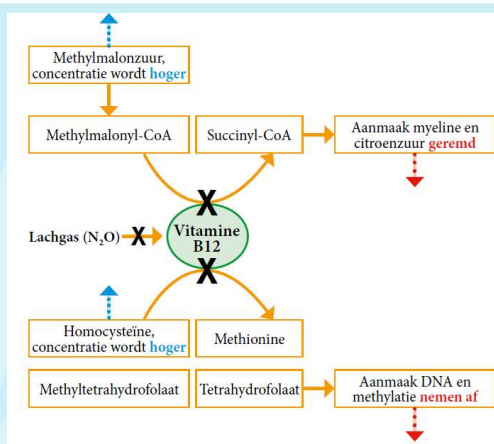 Methylmalonzuur,
concentratie wordt hoger
Methylmalonyl-CoA
Succinyl-CoA
Aanmaak myeline en
citroenzuur geremd
X
Lachgas (N₂O)
X
Vitamine
B12
X
Homocysteïne,
concentratie wordt hoger
Methionine
Methyltetrahydrofolaat
Tetrahydrofolaat
Aanmaak DNA en
methylatie nemen af